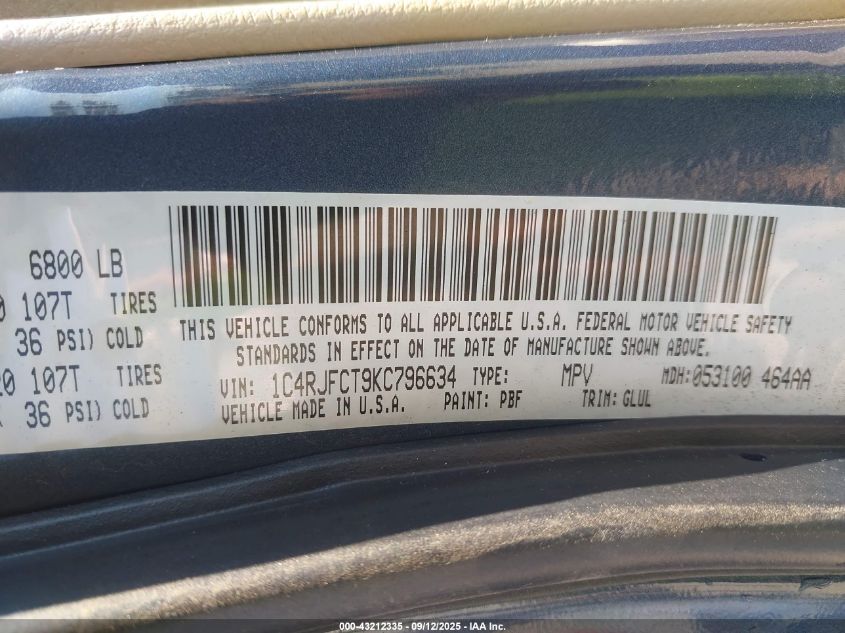 6800 LB
107T TIRES
36 PSI) COLD
20 107T TIRES
36 PSI) COLD
THIS VEHICLE CONFORMS TO ALL APPLICABLE U.S.A. FEDERAL MOTOR VEHICLE SAFETY
STANDARDS IN EFFECT ON THE DATE OF MANUFACTURE SHOWN ABOVE.
VIN: 1C4RJFCT9KC796634 TYPE: MPV MDH: 053100 464AA
VEHICLE MADE IN U.S.A. PAINT: PBF TRIM: GLUL
000-43212335 - 09/12/2025 - IAA Inc.